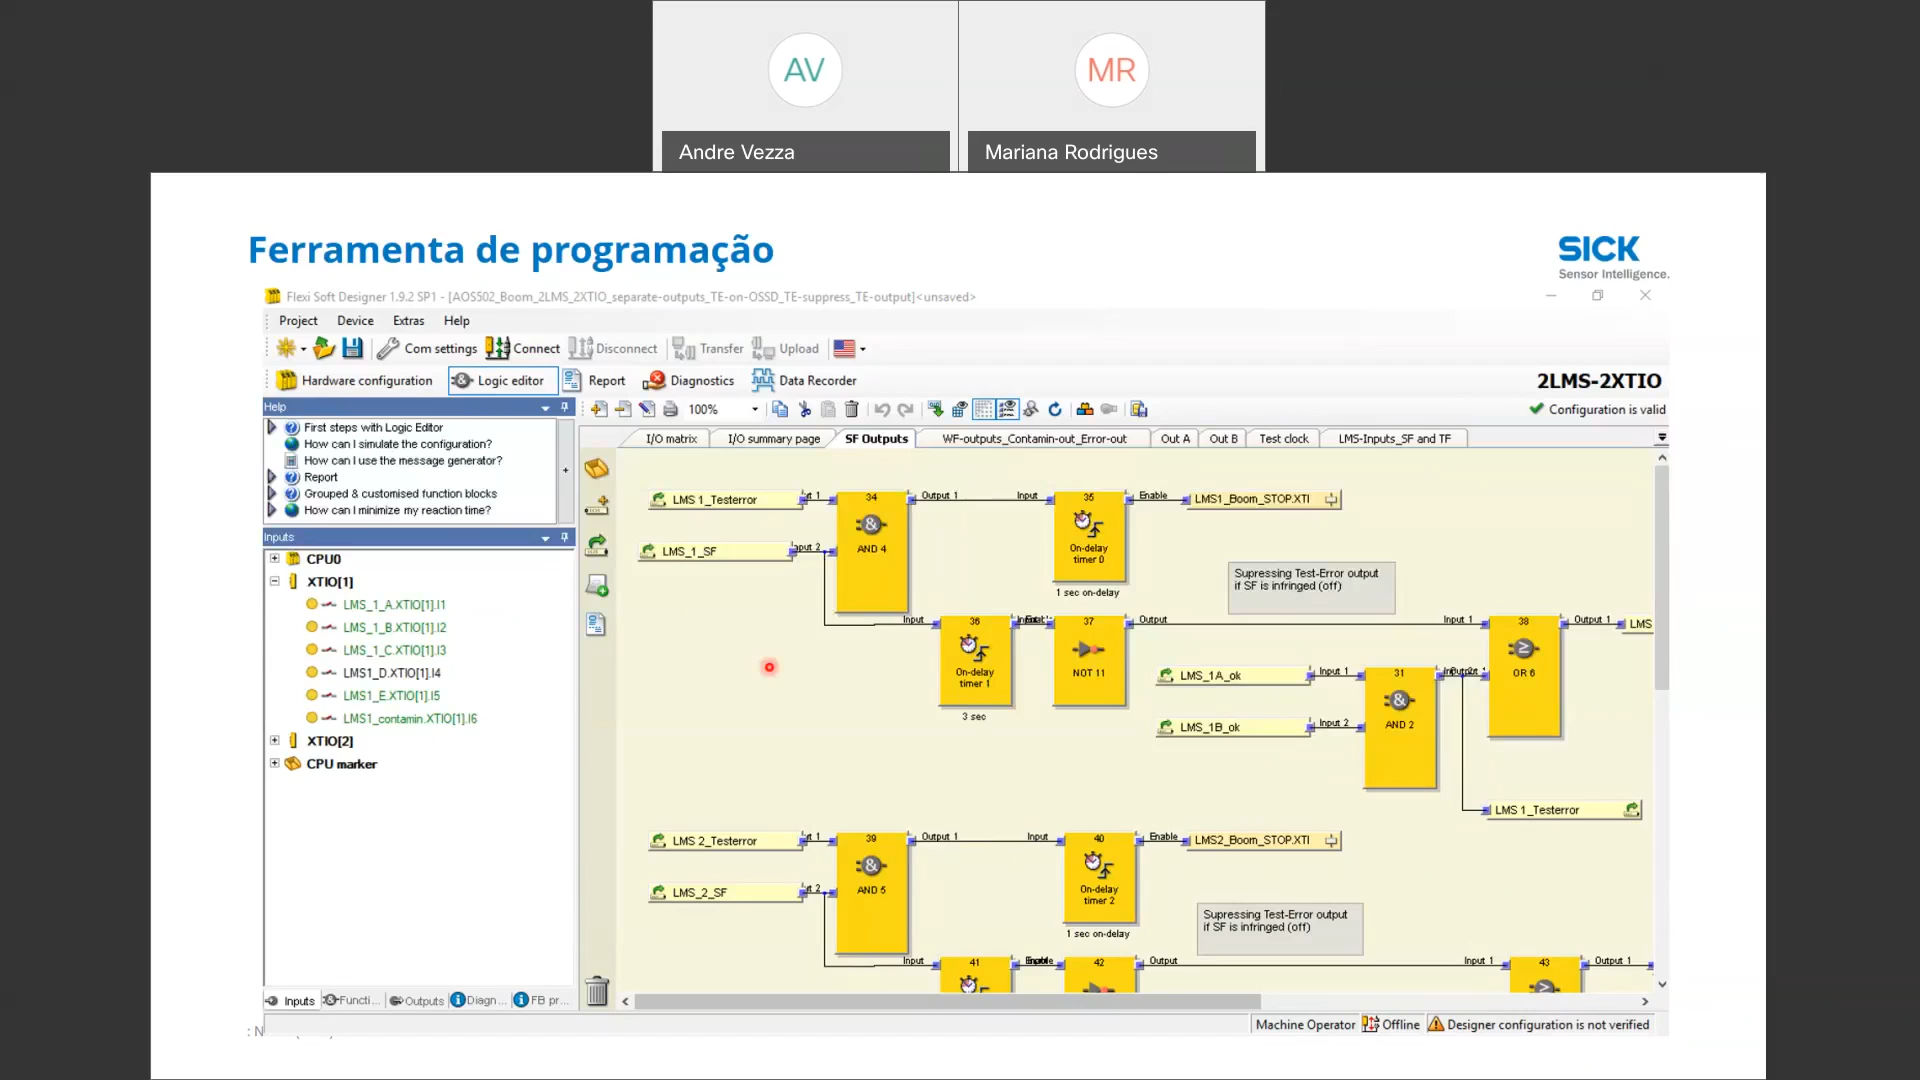 AV
MR
Andre Vezza
Mariana Rodrigues
Ferramenta de programação
SICK
Sensor Intelligence.
Flexi Soft Designer 1.9.2 SP1 - [AOS502_Boom_2LMS_2XTIO_separate-outputs_TE-on-OSSD_TE-suppress_TE-output]<unsaved>
Project Device Extras Help
Com settings Connect Disconnect Transfer Upload
Hardware configuration Logic editor Report Diagnostics Data Recorder
2LMS-2XTIO
Help
100%
Configuration is valid
First steps with Logic Editor
How can I simulate the configuration?
How can I use the message generator?
Report
Grouped & customised function blocks
How can I minimize my reaction time?
I/O matrix I/O summary page SF Outputs WF-outputs_Contamin-out_Error-out Out A Out B Test clock LMS-Inputs_SF and TF
Inputs
CPU0
XTIO[1]
LMS_1_A.XTIO[1].I1
LMS_1_B.XTIO[1].I2
LMS_1_C.XTIO[1].I3
LMS1_D.XTIO[1].I4
LMS1_E.XTIO[1].I5
LMS1_contamin.XTIO[1].I6
XTIO[2]
CPU marker
LMS 1_Testerror
34
Output 1
Input
35
Enable
LMS1_Boom_STOP.XTI
LMS_1_SF
AND 4
On-delay
timer 0
1 sec on-delay
Supressing Test-Error output
if SF is infringed (off)
Input
36
37
Output
Input 1
38
Output 1
LMS
On-delay
timer 1
NOT 11
3 sec
OR 6
LMS_1A_ok
Input 1
31
LMS_1B_ok
Input 2
AND 2
LMS 1_Testerror
LMS 2_Testerror
39
Output 1
Input
40
Enable
LMS2_Boom_STOP.XTI
LMS_2_SF
AND 5
On-delay
timer 2
1 sec on-delay
Supressing Test-Error output
if SF is infringed (off)
Input
41
42
Output
Input 1
43
Output 1
Inputs Functi... Outputs Diagn... FB pr...
Machine Operator Offline Designer configuration is not verified
: N